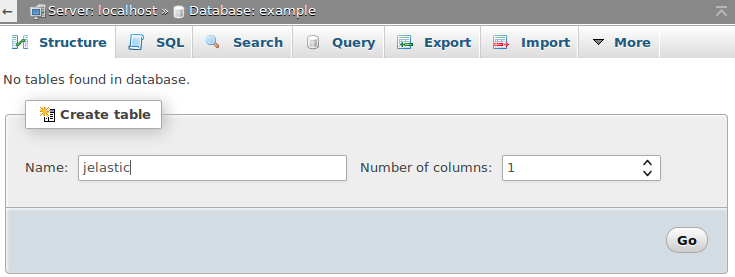 Server: localhost » Database: example
Structure SQL Search Query Export Import More
No tables found in database.
Create table
Name: jelastic Number of columns: 1
Go